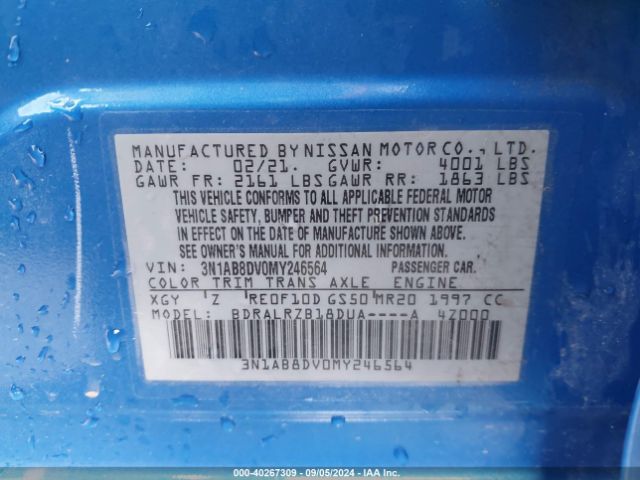 MANUFACTURED BY NISSAN MOTOR CO., LTD.
DATE: 02/21. GVWR: 4001 LBS
GAWR FR: 2161 LBS GAWR RR: 1863 LBS
THIS VEHICLE CONFORMS TO ALL APPLICABLE FEDERAL MOTOR
VEHICLE SAFETY, BUMPER AND THEFT PREVENTION STANDARDS
IN EFFECT ON THE DATE OF MANUFACTURE SHOWN ABOVE.
SEE OWNER'S MANUAL FOR ADDITIONAL INFORMATION.
VIN: 3N1AB8DV0MY246564 PASSENGER CAR.
COLOR TRIM TRANS AXLE ENGINE
XGY Z RE0F10D GS50 MR20 1997 CC
MODEL: BDRALRZB18DUA----A 4Z000
3N1AB8DV0MY246564
000-40267309 - 09/05/2024 - IAA Inc.